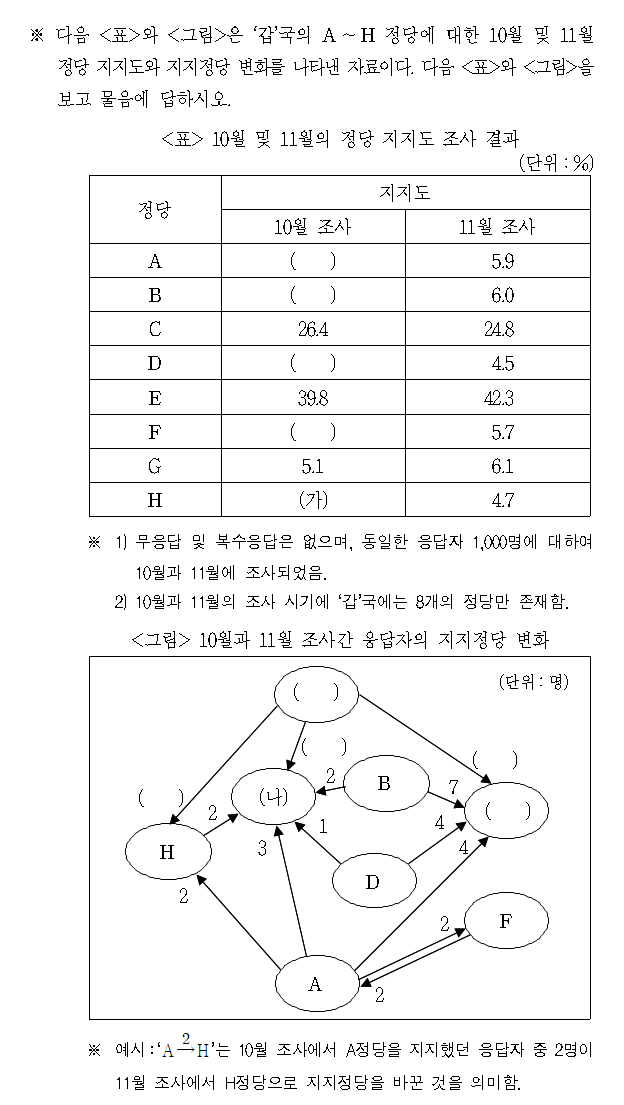 ※ 다음 <표>와 <그림>은 ‘갑’국의 A ~ H 정당에 대한 10월 및 11월
정당 지지도와 지지정당 변화를 나타낸 자료이다. 다음 <표>와 <그림>을
보고 물음에 답하시오.
<표> 10월 및 11월의 정당 지지도 조사 결과
(단위 : %)
정당 지지도
10월 조사 11월 조사
A ( ) 5.9
B ( ) 6.0
C 26.4 24.8
D ( ) 4.5
E 39.8 42.3
F ( ) 5.7
G 5.1 6.1
H (가) 4.7
※ 1) 무응답 및 복수응답은 없으며, 동일한 응답자 1,000명에 대하여
10월과 11월에 조사되었음.
2) 10월과 11월의 조사 시기에 ‘갑’국에는 8개의 정당만 존재함.
<그림> 10월과 11월 조사간 응답자의 지지정당 변화
(단위 : 명)
( )
( ) ( )
2 B 7
( ) (나) ( )
2 4
H 3 1 4
D
2 2 F
A 2
※ 예시 : ‘A 2→ H’는 10월 조사에서 A정당을 지지했던 응답자 중 2명이
11월 조사에서 H정당으로 지지정당을 바꾼 것을 의미함.